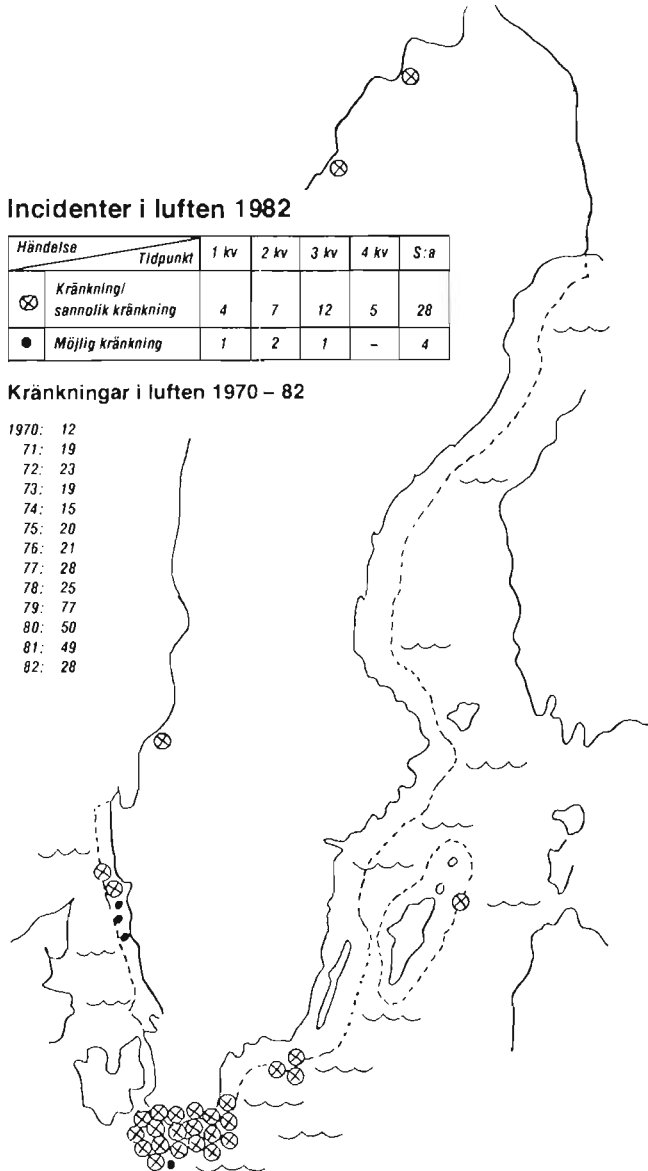 Incidenter i luften 1982
Händelse Tidpunkt 1 kv 2 kv 3 kv 4 kv S:a
Kränkning/
sannolik kränkning 4 7 12 5 28
Möjlig kränkning 1 2 1 – 4
Kränkningar i luften 1970 – 82
1970: 12
71: 19
72: 23
73: 19
74: 15
75: 20
76: 21
77: 28
78: 25
79: 77
80: 50
81: 49
82: 28